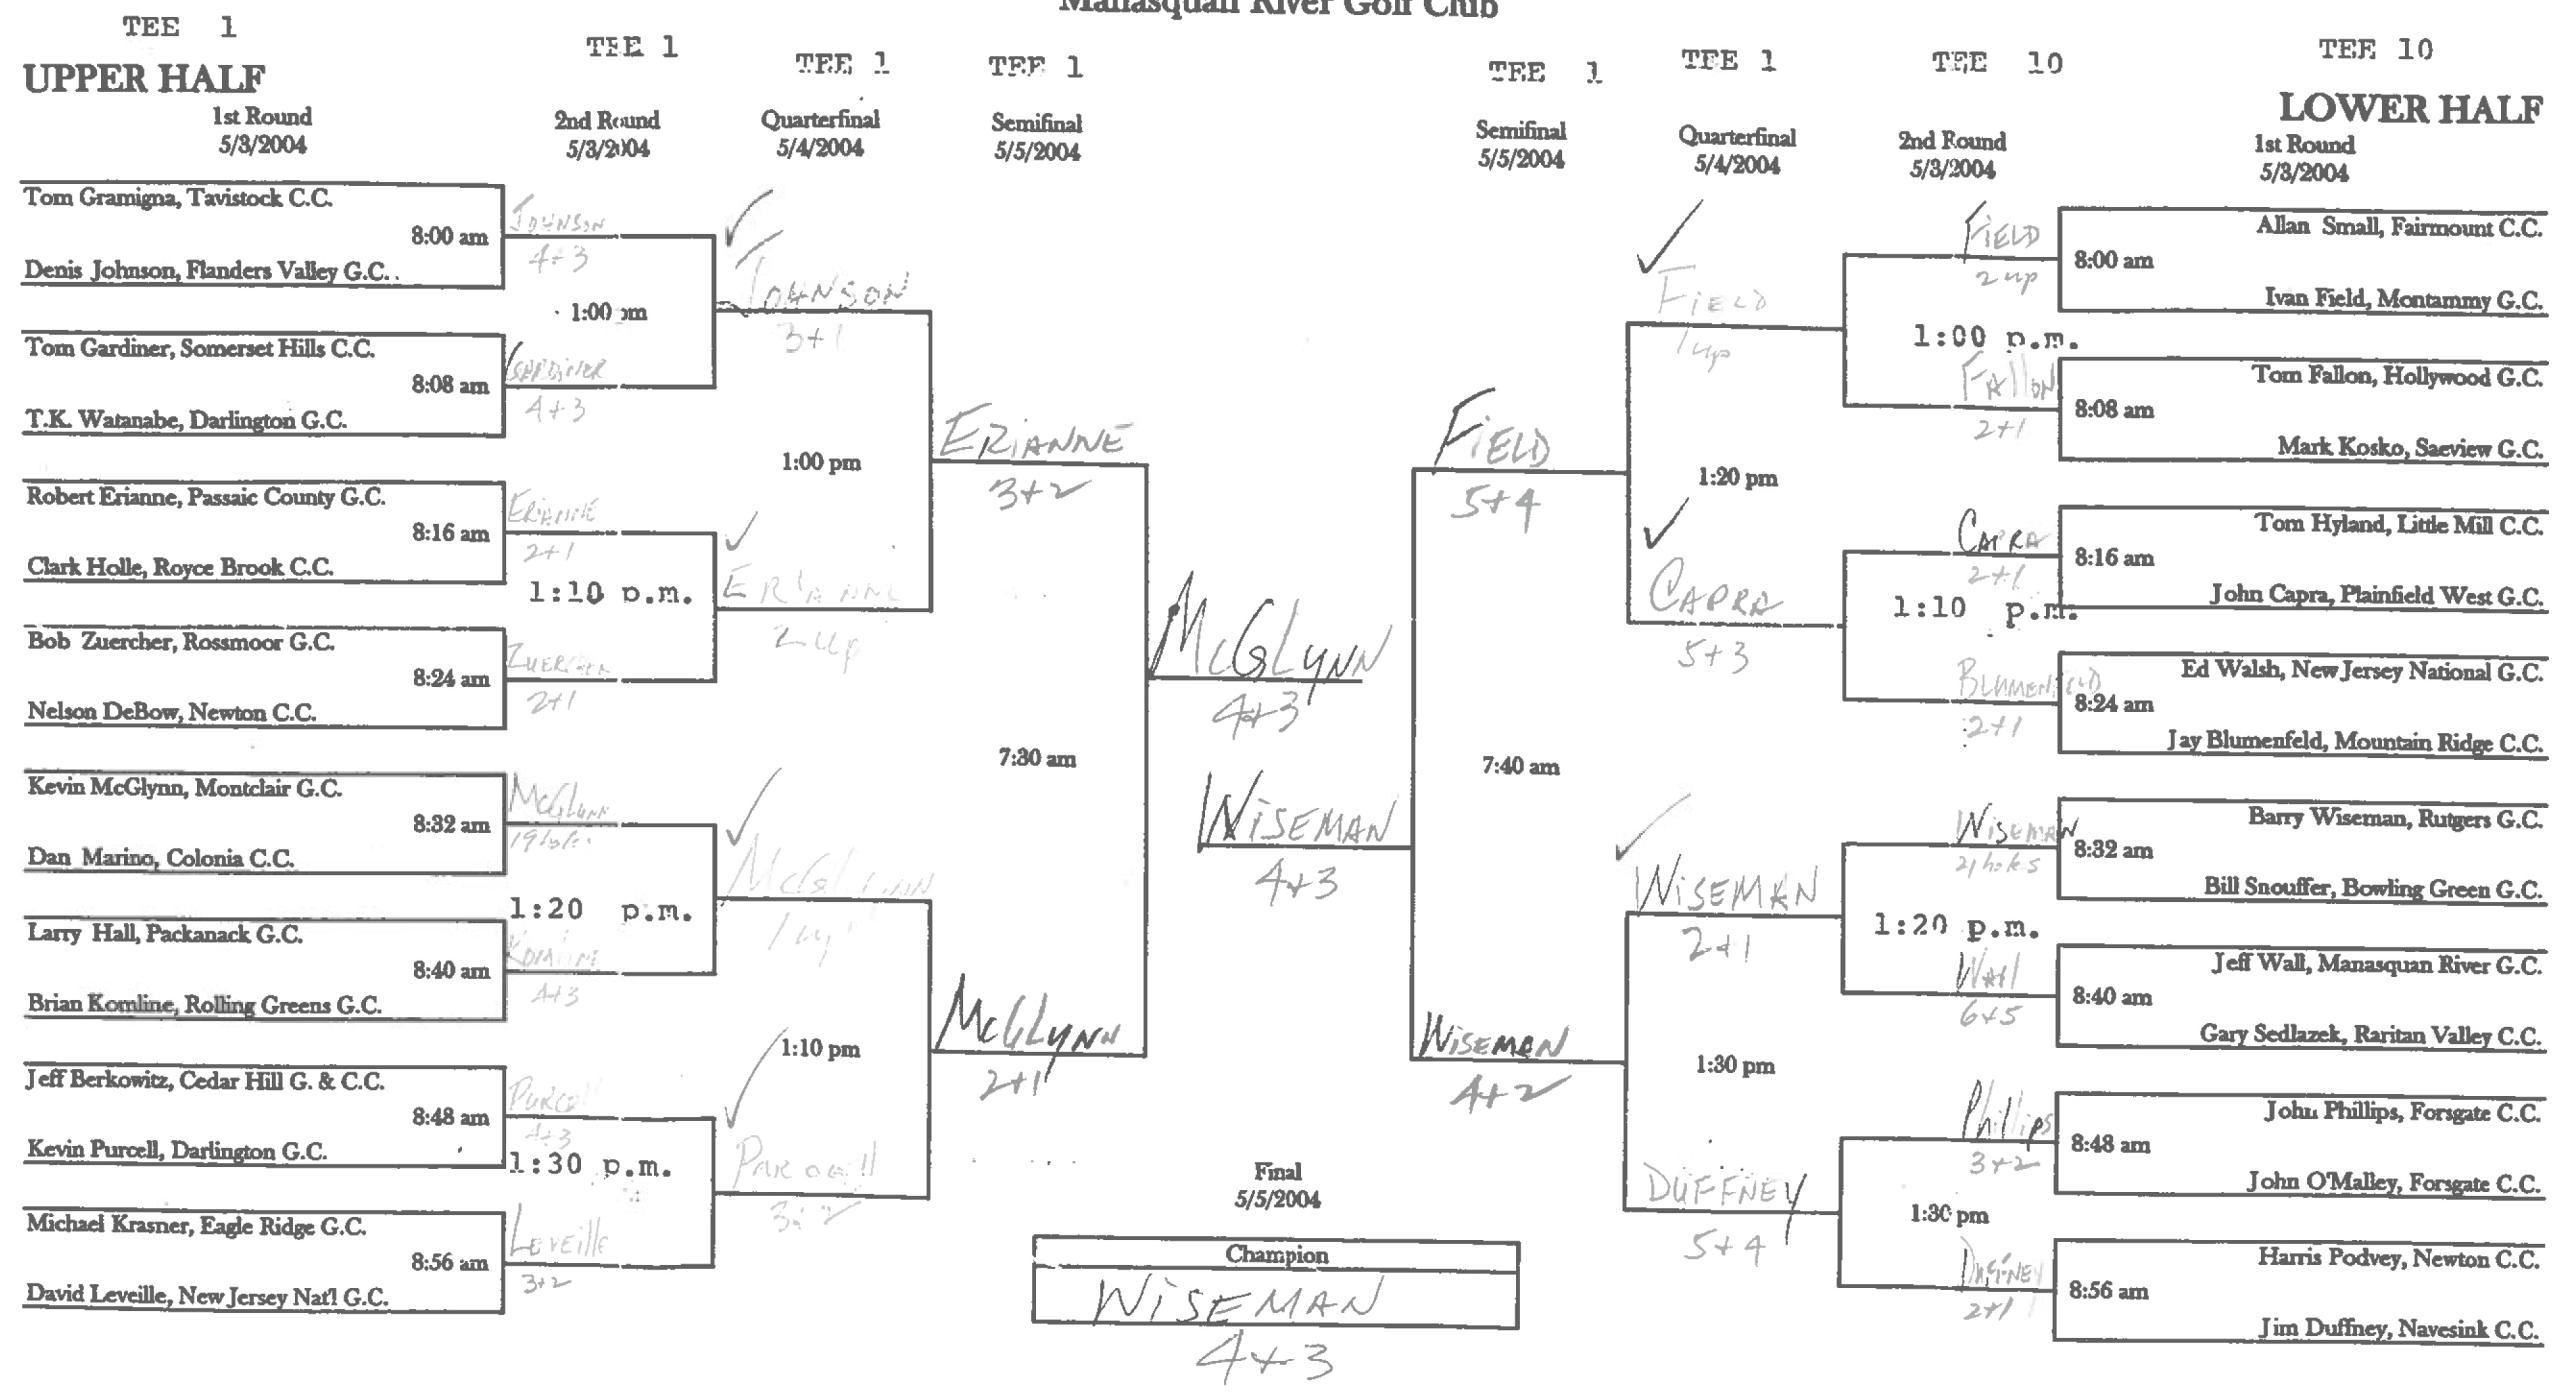 Manasquan River Golf Club
TEE 1
TEE 1
TEE 1
TEE 1
TEE 1
TEE 1
TEE 10
TEE 10
UPPER HALF
LOWER HALF
1st Round
5/3/2004
2nd Round
5/3/2004
Quarterfinal
5/4/2004
Semifinal
5/5/2004
Semifinal
5/5/2004
Quarterfinal
5/4/2004
2nd Round
5/3/2004
1st Round
5/3/2004
Tom Gramigna, Tavistock C.C.
8:00 am
Denis Johnson, Flanders Valley G.C.
Tom Gardiner, Somerset Hills C.C.
8:08 am
T.K. Watanabe, Darlington G.C.
Robert Erianne, Passaic County G.C.
8:16 am
Clark Holle, Royce Brook C.C.
Bob Zuercher, Rossmoor G.C.
8:24 am
Nelson DeBow, Newton C.C.
Kevin McGlynn, Montclair G.C.
8:32 am
Dan Marino, Colonia C.C.
Larry Hall, Packanack G.C.
8:40 am
Brian Komline, Rolling Greens G.C.
Jeff Berkowitz, Cedar Hill G. & C.C.
8:48 am
Kevin Purcell, Darlington G.C.
Michael Krasner, Eagle Ridge G.C.
8:56 am
David Leveille, New Jersey Nat'l G.C.
JOHNSON
4+3
1:00 pm
GARDINER
4+3
ERIANNE
2+1
1:10 p.m.
ZUERCHER
2+1
McGLynn
19 holes
1:20 p.m.
KOMLINE
4+3
PURCELL
4+3
1:30 p.m.
LEVEILLE
3+2
JOHNSON
3+1
1:00 pm
ERIANNE
2 up
McGLYNN
1 up
1:10 pm
PURCELL
3+2
ERIANNE
3+2
7:30 am
McGLYNN
2+1
McGLYNN
4+3
WISEMAN
4+3
Final
5/5/2004
Champion
WISEMAN
4+3
FIELD
5+4
7:40 am
WISEMAN
4+2
FIELD
1 up
1:20 pm
CAPRA
5+3
WISEMAN
2+1
1:30 pm
DUFFNEY
5+4
FIELD
2 up
1:00 p.m.
FALLON
2+1
CAPRA
2+1
1:10 p.m.
BLUMENFELD
2+1
WISEMAN
21 holes
1:20 p.m.
WALL
6+5
Phillips
3+2
1:30 pm
DUFFNEY
2+1
Allan Small, Fairmount C.C.
8:00 am
Ivan Field, Montammy G.C.
Tom Fallon, Hollywood G.C.
8:08 am
Mark Kosko, Saeview G.C.
Tom Hyland, Little Mill C.C.
8:16 am
John Capra, Plainfield West G.C.
Ed Walsh, New Jersey National G.C.
8:24 am
Jay Blumenfeld, Mountain Ridge C.C.
Barry Wiseman, Rutgers G.C.
8:32 am
Bill Snouffer, Bowling Green G.C.
Jeff Wall, Manasquan River G.C.
8:40 am
Gary Sedlazek, Raritan Valley C.C.
John Phillips, Forsgate C.C.
8:48 am
John O'Malley, Forsgate C.C.
Harris Podvey, Newton C.C.
8:56 am
Jim Duffney, Navesink C.C.